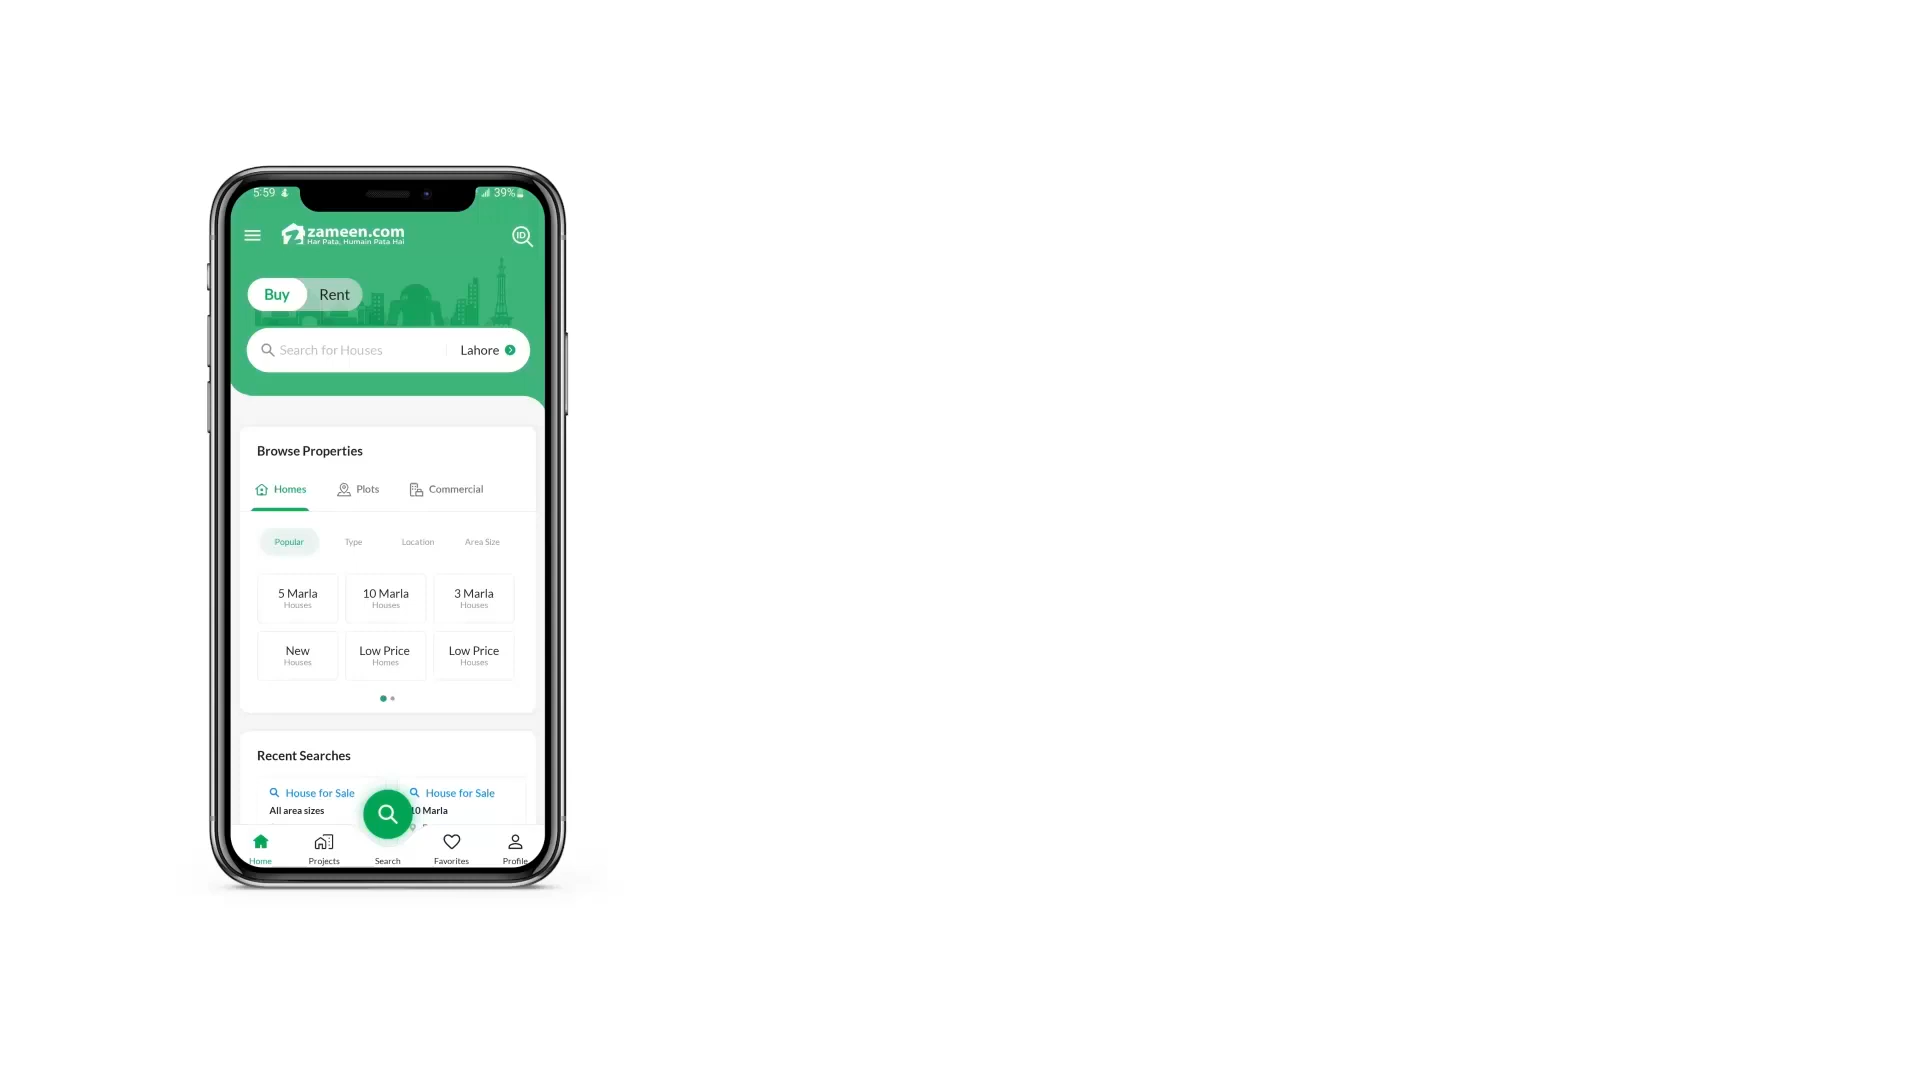 5:59
39%
zameen.com
Har Pata, Humain Pata Hai
ID
Buy
Rent
Search for Houses
Lahore
Browse Properties
Homes
Plots
Commercial
Popular
Type
Location
Area Size
5 Marla
Houses
10 Marla
Houses
3 Marla
Houses
New
Houses
Low Price
Homes
Low Price
Houses
Recent Searches
House for Sale
All area sizes
House for Sale
10 Marla
Home
Projects
Search
Favorites
Profile